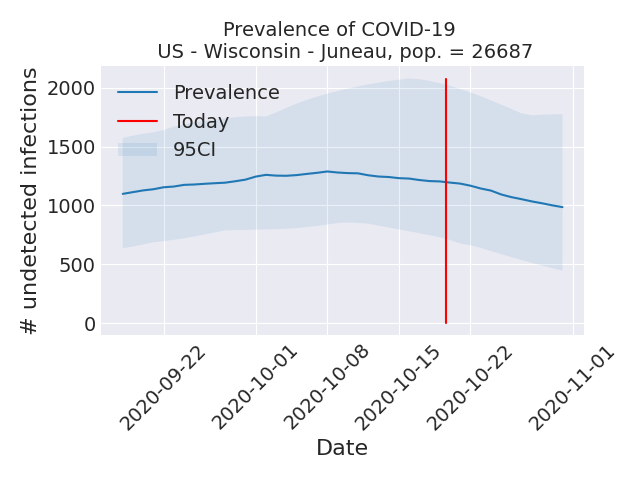 Prevalence of COVID-19
US - Wisconsin - Juneau, pop. = 26687
# undetected infections
2000
1500
1000
500
0
Prevalence
Today
95CI
2020-09-22
2020-10-01
2020-10-08
2020-10-15
2020-10-22
2020-11-01
Date